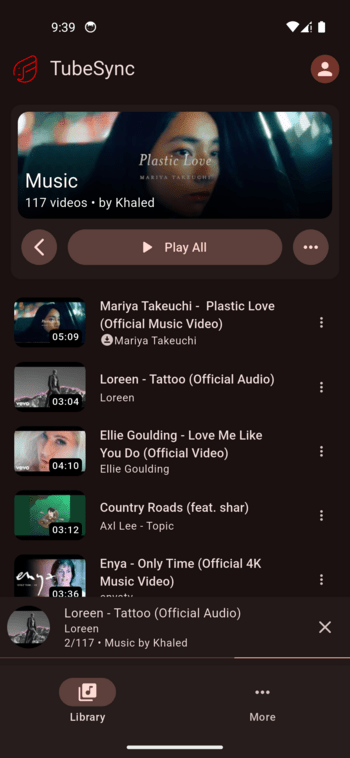 9:39
TubeSync
Plastic Love
MARIYA TAKEUCHI
Music
117 videos • by Khaled
Play All
Mariya Takeuchi -  Plastic Love
(Official Music Video)
05:09
Mariya Takeuchi
Loreen - Tattoo (Official Audio)
vevo
03:04
Loreen
Ellie Goulding - Love Me Like
You Do (Official Video)
vevo
04:10
Ellie Goulding
Country Roads (feat. shar)
03:12
Axl Lee - Topic
Enya - Only Time (Official 4K
Music Video)
enya
03:36
Loreen - Tattoo (Official Audio)
Loreen
2/117 • Music by Khaled
Library
More